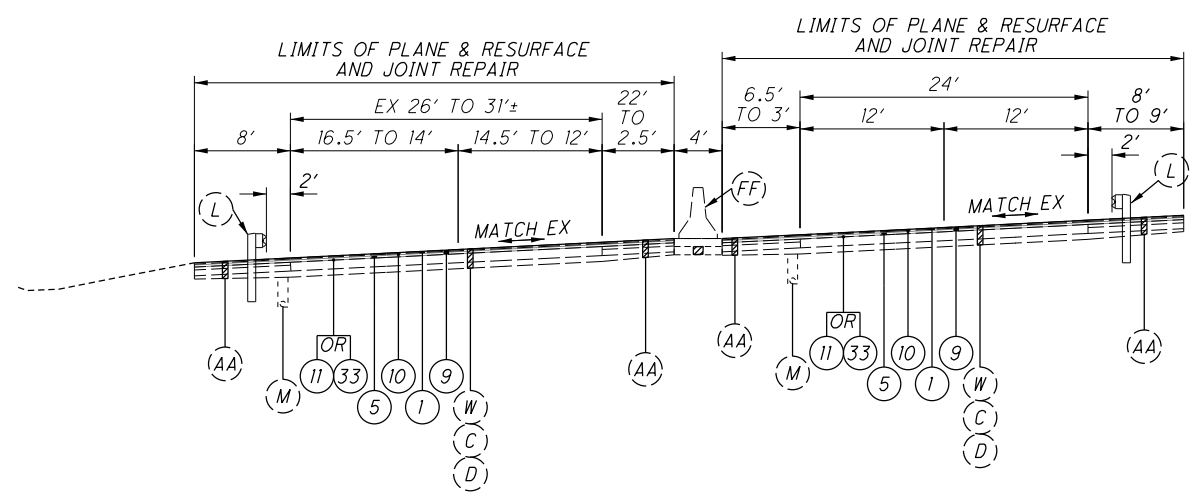 LIMITS OF PLANE & RESURFACE
AND JOINT REPAIR
LIMITS OF PLANE & RESURFACE
AND JOINT REPAIR
EX 26' TO 31'±
22'
TO
2.5'
6.5'
TO 3'
24'
8'
TO 9'
8'
16.5' TO 14'
14.5' TO 12'
4'
12'
12'
2'
2'
L
FF
L
MATCH EX
MATCH EX
AA
M
OR
11
33
5
10
1
9
W
C
D
AA
AA
M
OR
11
33
5
10
1
9
W
C
D
AA